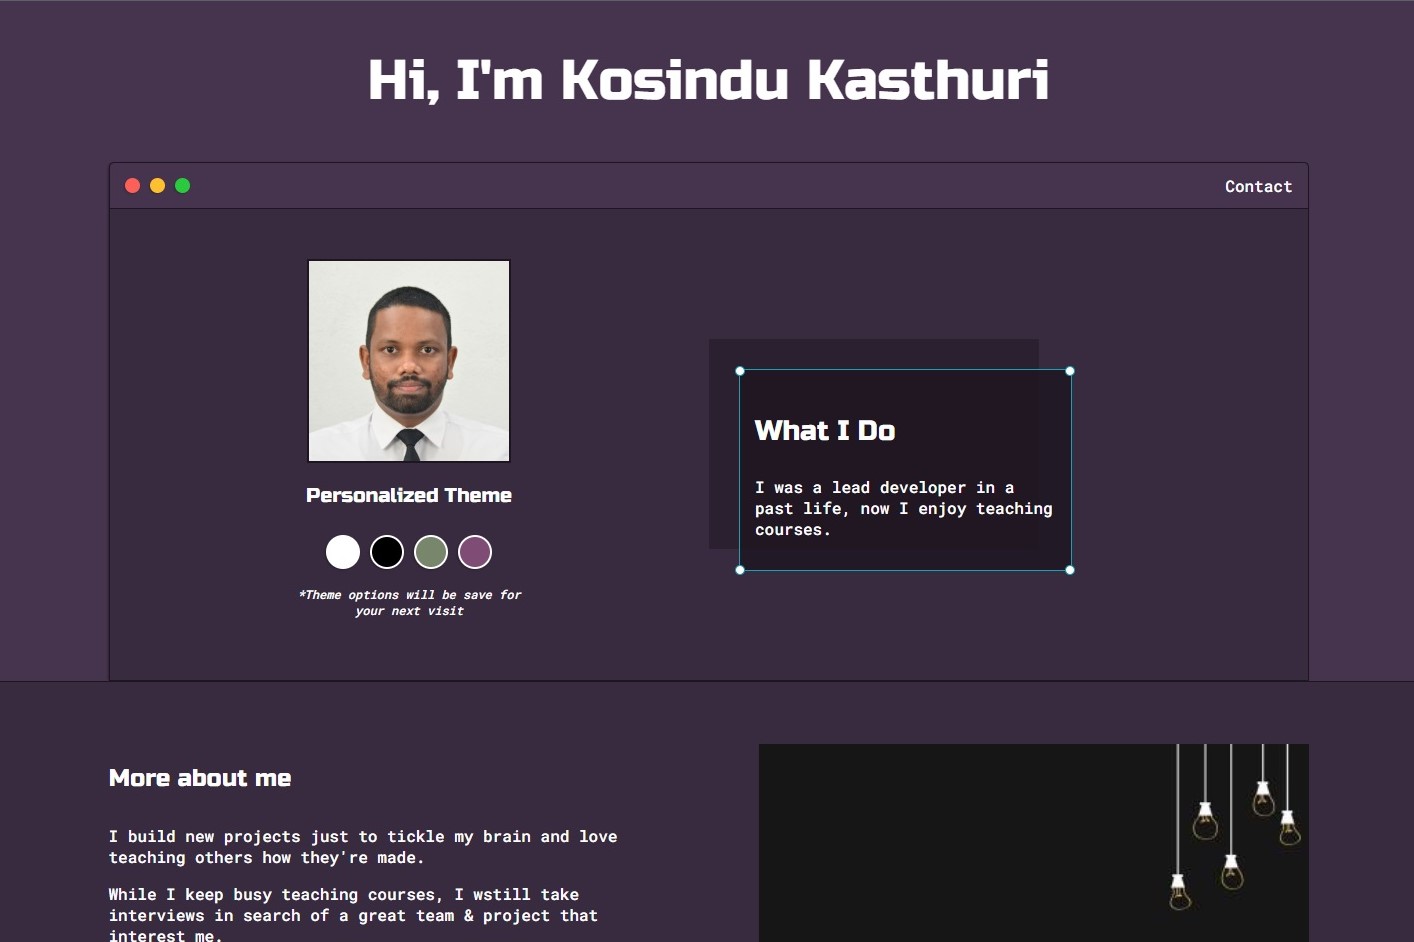 Hi, I'm Kosindu Kasthuri
Contact
Personalized Theme
*Theme options will be save for
your next visit
What I Do
I was a lead developer in a
past life, now I enjoy teaching
courses.
More about me
I build new projects just to tickle my brain and love
teaching others how they're made.
While I keep busy teaching courses, I wstill take
interviews in search of a great team & project that
interest me.